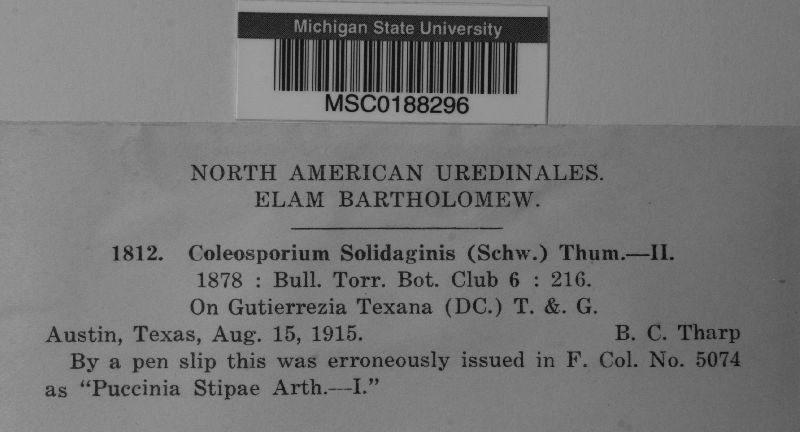 Michigan State University
MSC0188296
NORTH AMERICAN UREDINALES.
ELAM BARTHOLOMEW.
1812. Coleosporium Solidaginis (Schw.) Thum.—II.
1878 : Bull. Torr. Bot. Club 6 : 216.
On Gutierrezia Texana (DC.) T. &. G.
Austin, Texas, Aug. 15, 1915. B. C. Tharp
By a pen slip this was erroneously issued in F. Col. No. 5074
as “Puccinia Stipae Arth.—I.”